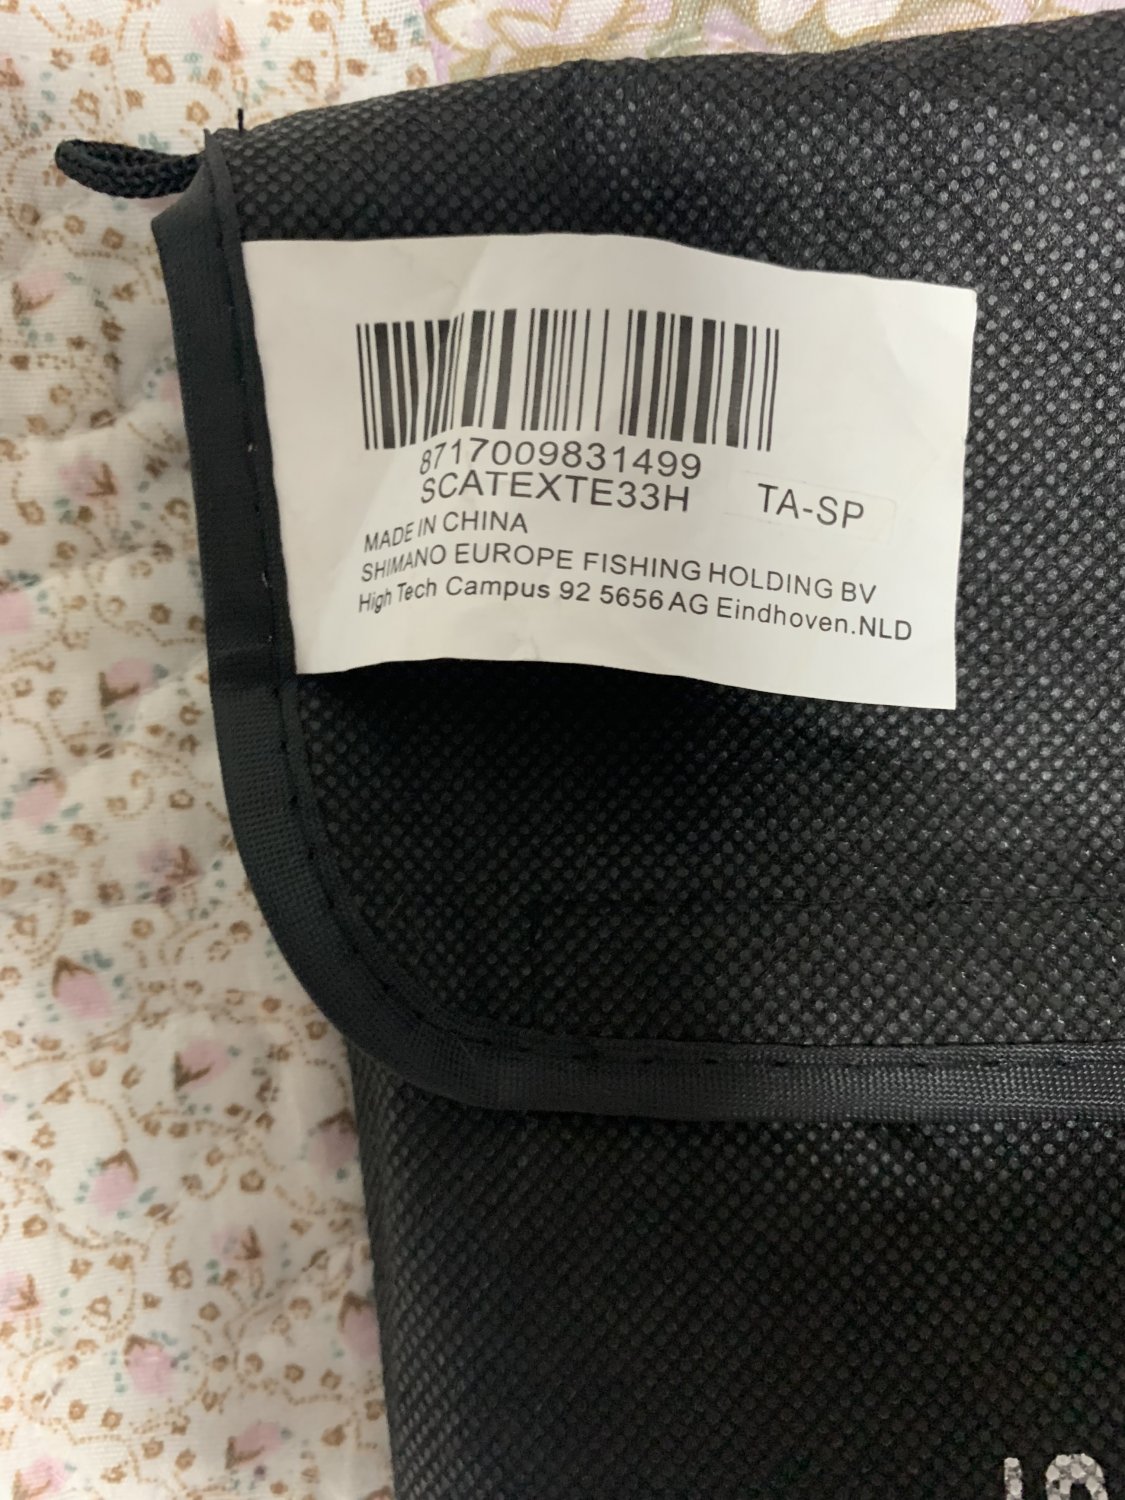 8717009831499
SCATEXTE33H TA-SP
MADE IN CHINA
SHIMANO EUROPE FISHING HOLDING BV
High Tech Campus 92 5656 AG Eindhoven.NLD